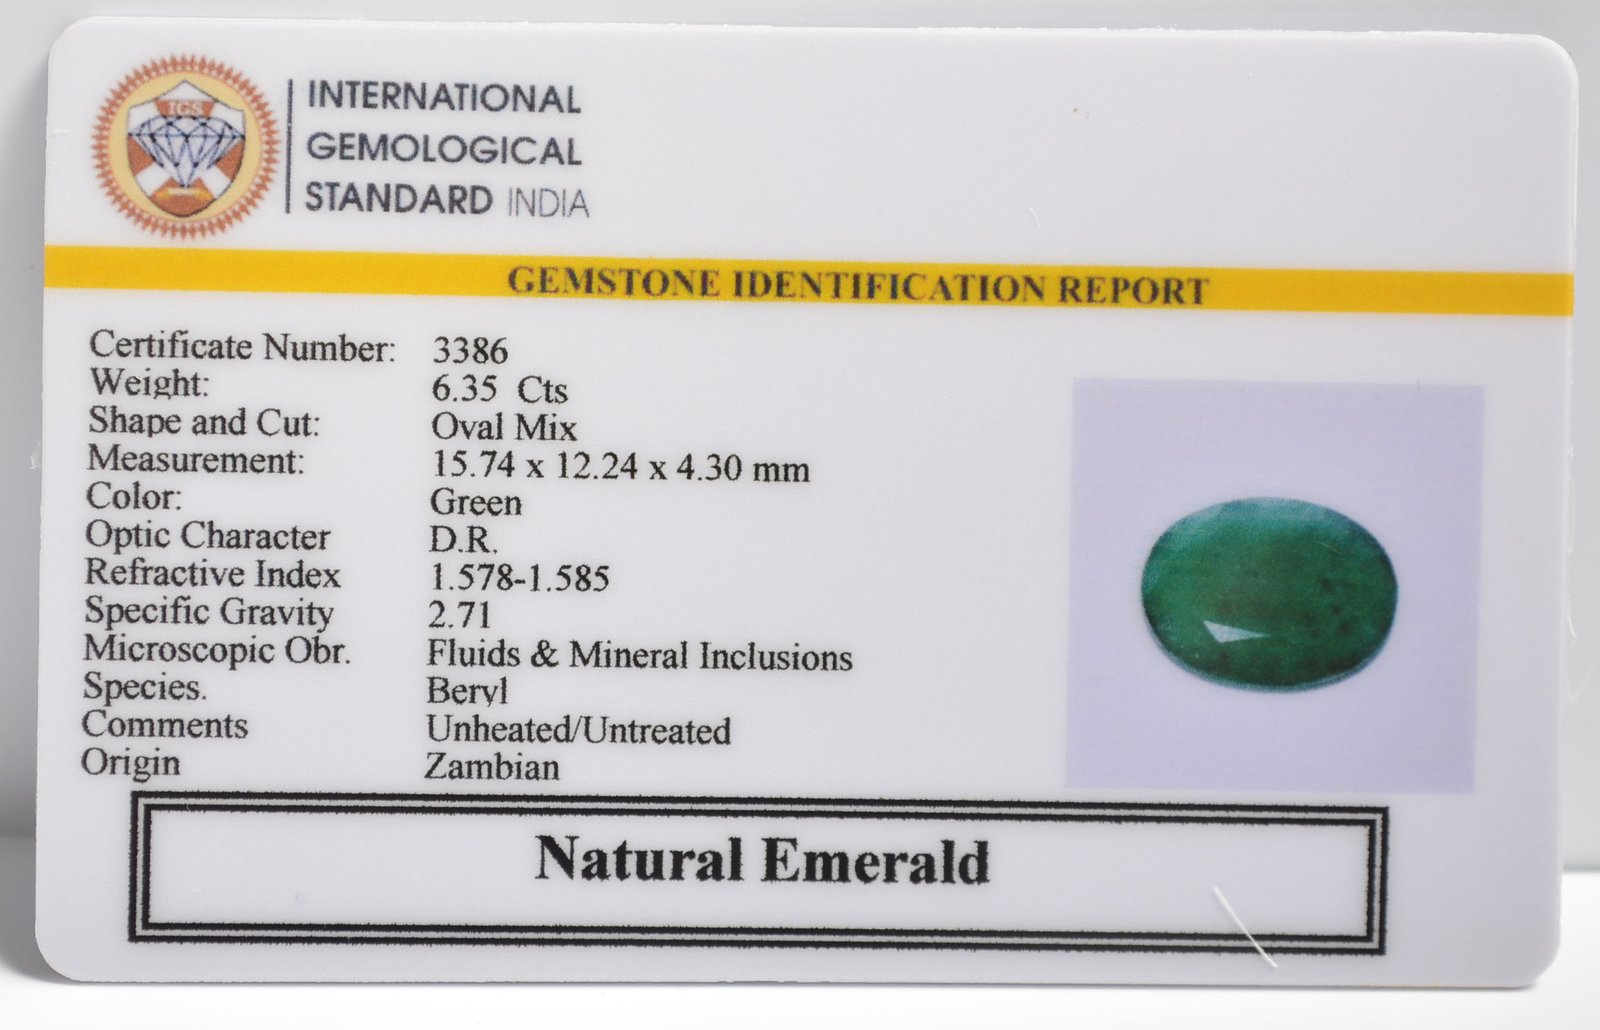 IGS
INTERNATIONAL
GEMOLOGICAL
STANDARD INDIA
GEMSTONE IDENTIFICATION REPORT
Certificate Number: 3386
Weight: 6.35 Cts
Shape and Cut: Oval Mix
Measurement: 15.74 x 12.24 x 4.30 mm
Color: Green
Optic Character D.R.
Refractive Index 1.578-1.585
Specific Gravity 2.71
Microscopic Obr. Fluids & Mineral Inclusions
Species. Beryl
Comments Unheated/Untreated
Origin Zambian
Natural Emerald